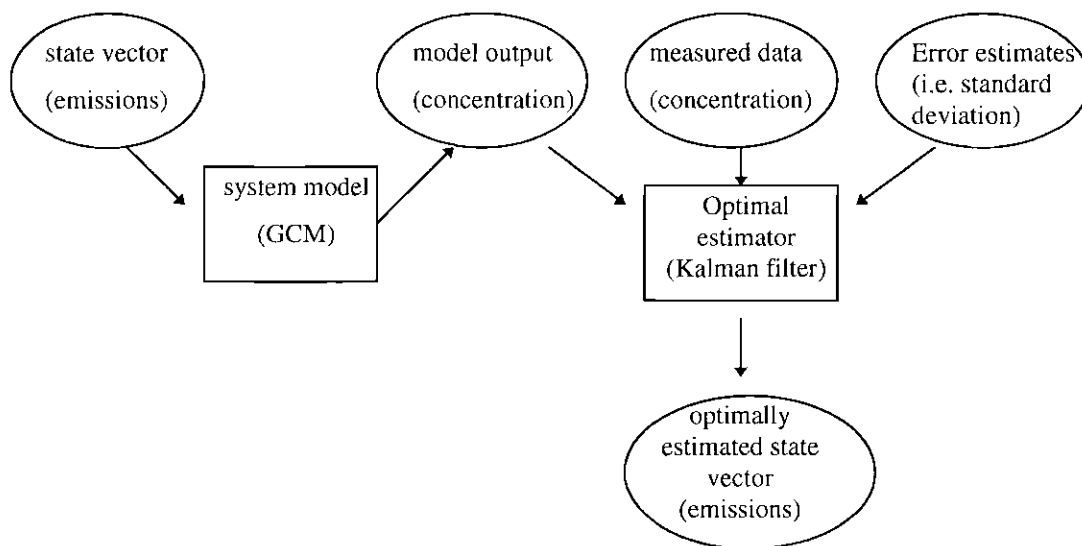 state vector
(emissions)
model output
(concentration)
measured data
(concentration)
Error estimates
(i.e. standard
deviation)
system model
(GCM)
Optimal
estimator
(Kalman filter)
optimally
estimated state
vector
(emissions)